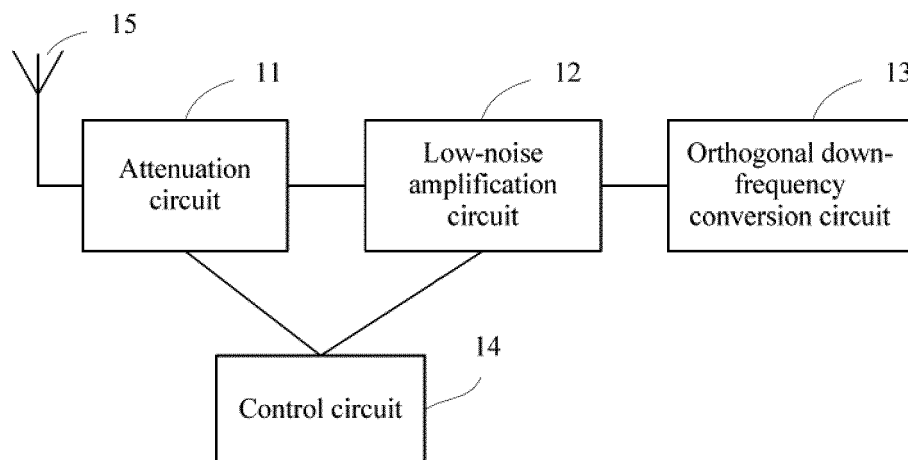 15
11
12
13
Attenuation
circuit
Low-noise
amplification
circuit
Orthogonal down-
frequency
conversion circuit
14
Control circuit